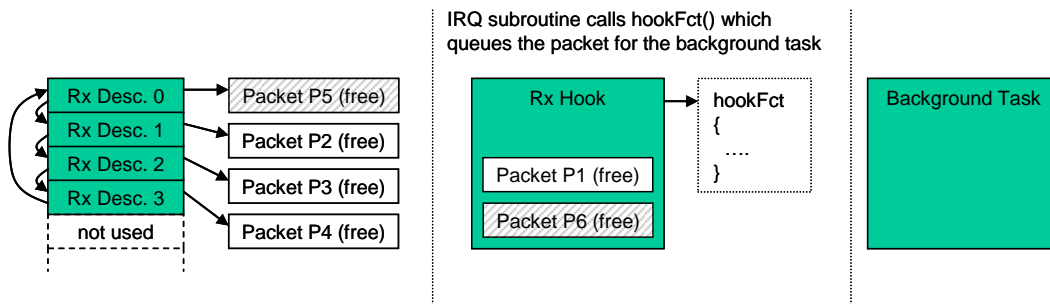 IRQ subroutine calls hookFct() which
queues the packet for the background task
Rx Desc. 0
Rx Desc. 1
Rx Desc. 2
Rx Desc. 3
not used
Packet P5 (free)
Packet P2 (free)
Packet P3 (free)
Packet P4 (free)
Rx Hook
Packet P1 (free)
Packet P6 (free)
hookFct
{
....
}
Background Task